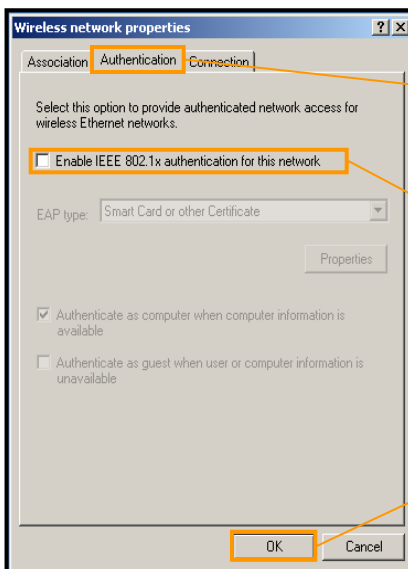 Wireless network properties
Association Authentication Connection
Select this option to provide authenticated network access for
wireless Ethernet networks.
Enable IEEE 802.1x authentication for this network
EAP type: Smart Card or other Certificate
Properties
Authenticate as computer when computer information is
available
Authenticate as guest when user or computer information is
unavailable
OK Cancel